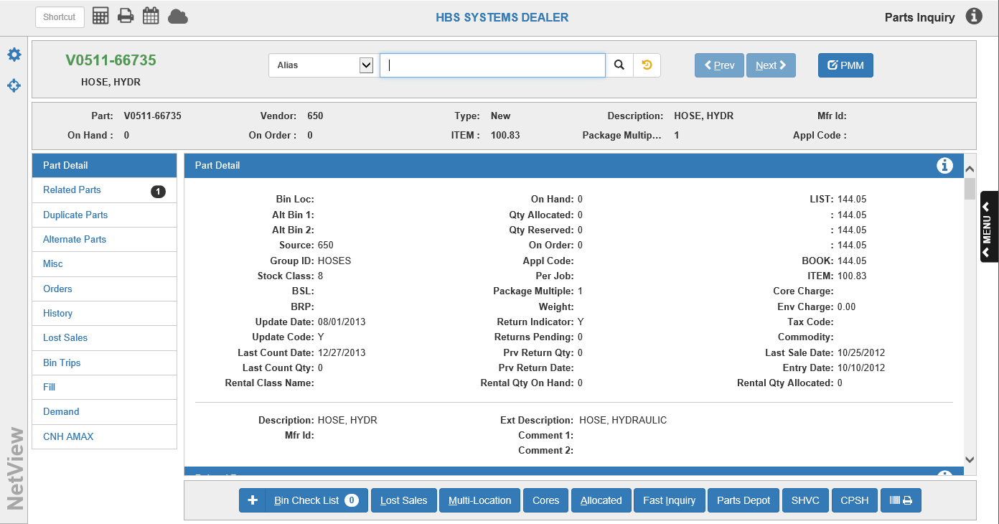 Shortcut HBS SYSTEMS DEALER Parts Inquiry
V0511-66735 Alias Prev Next PMM
HOSE, HYDR
Part: V0511-66735 Vendor: 650 Type: New Description: HOSE, HYDR Mfr Id:
On Hand : 0 On Order : 0 ITEM : 100.83 Package Multip... 1 Appl Code :
Part Detail
Related Parts 1
Duplicate Parts
Alternate Parts
Misc
Orders
History
Lost Sales
Bin Trips
Fill
Demand
CNH AMAX
Part Detail
Bin Loc: On Hand: 0 LIST: 144.05
Alt Bin 1: Qty Allocated: 0 : 144.05
Alt Bin 2: Qty Reserved: 0 : 144.05
Source: 650 On Order: 0 : 144.05
Group ID: HOSES Appl Code: BOOK: 144.05
Stock Class: 8 Per Job: ITEM: 100.83
BSL: Package Multiple: 1 Core Charge:
BRP: Weight: Env Charge: 0.00
Update Date: 08/01/2013 Return Indicator: Y Tax Code:
Update Code: Y Returns Pending: 0 Commodity:
Last Count Date: 12/27/2013 Prv Return Qty: 0 Last Sale Date: 10/25/2012
Last Count Qty: 0 Prv Return Date: Entry Date: 10/10/2012
Rental Class Name: Rental Qty On Hand: 0 Rental Qty Allocated: 0
Description: HOSE, HYDR Ext Description: HOSE, HYDRAULIC
Mfr Id: Comment 1:
Comment 2:
MENU
NetView
Bin Check List 0 Lost Sales Multi-Location Cores Allocated Fast Inquiry Parts Depot SHVC CPSH